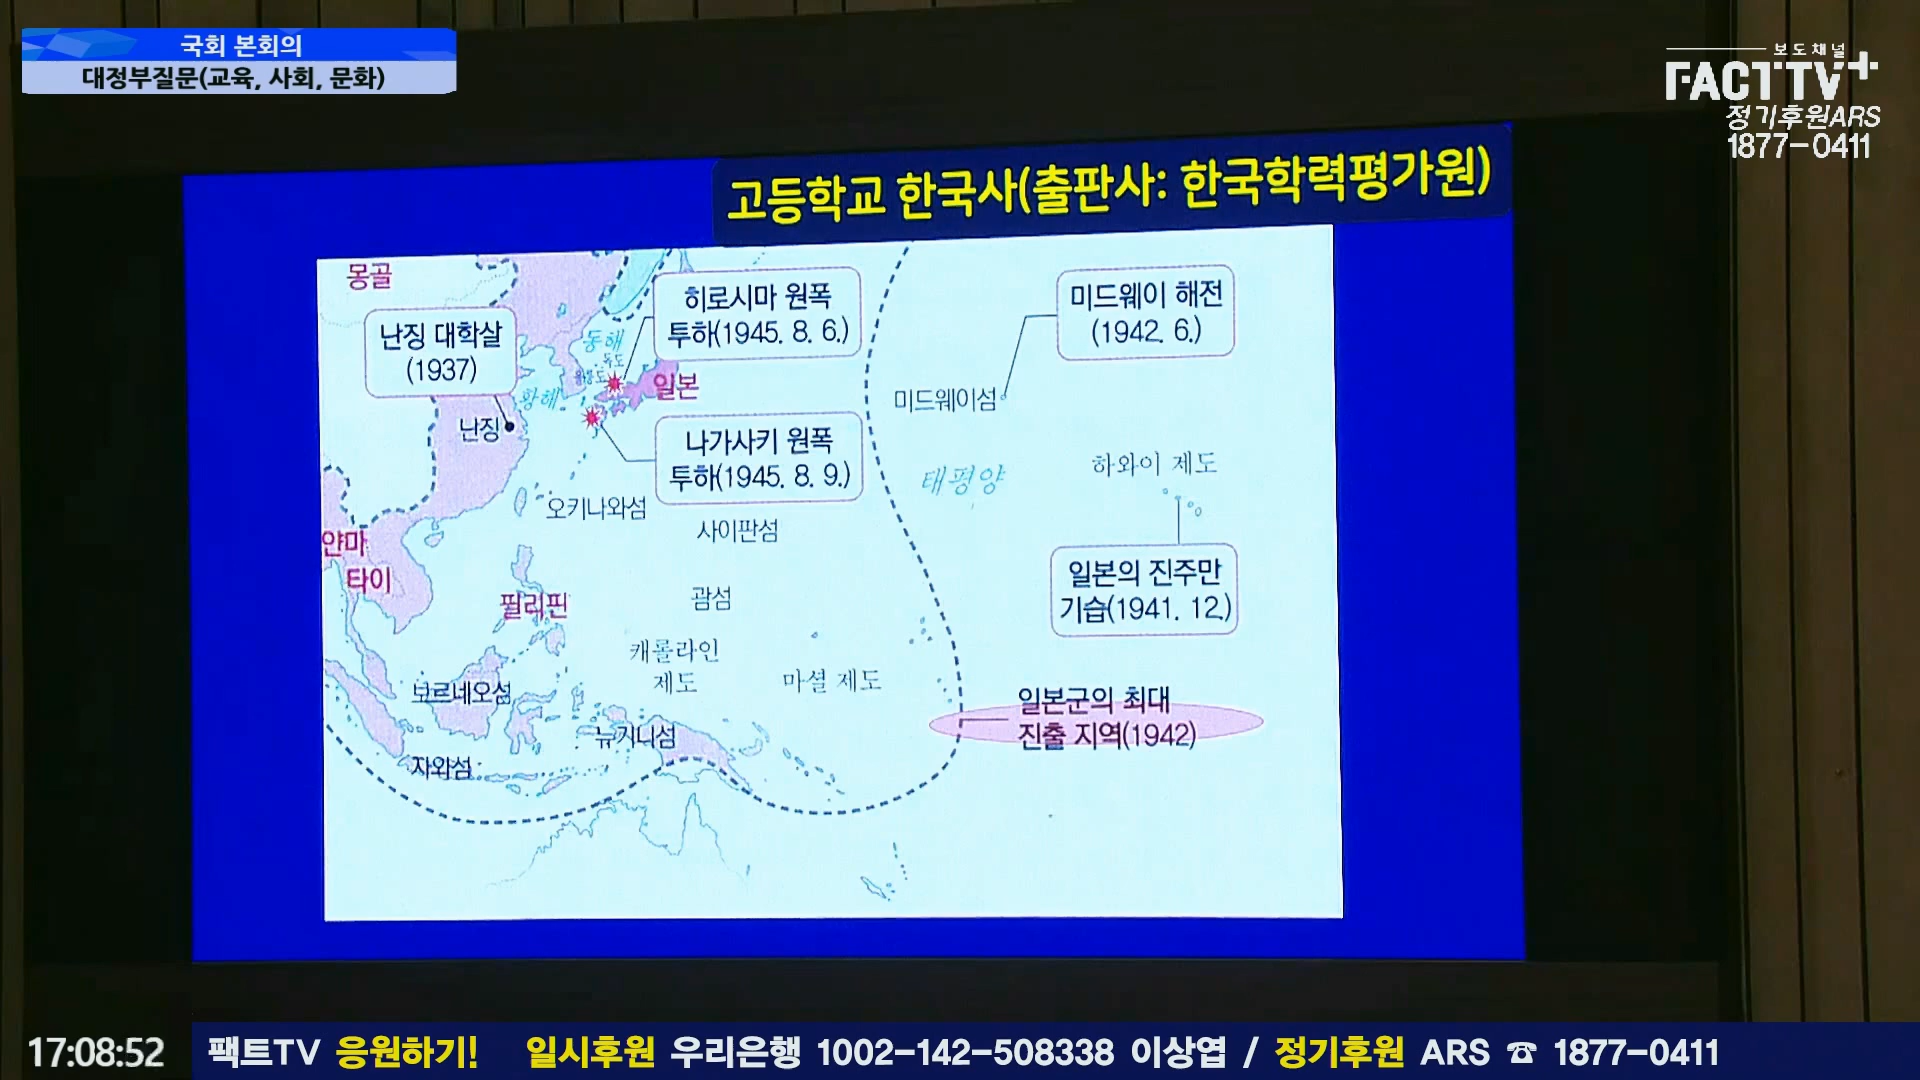 국회 본회의
대정부질문(교육, 사회, 문화)
보도채널
FACTTV+
정기후원ARS
1877-0411
고등학교 한국사(출판사: 한국학력평가원)
몽골
난징 대학살
(1937)
히로시마 원폭
투하(1945. 8. 6.)
미드웨이 해전
(1942. 6.)
동해
독도
울릉도
일본
황해
난징
미드웨이섬
나가사키 원폭
투하(1945. 8. 9.)
태평양
하와이 제도
오키나와섬
사이판섬
얀마
타이
필리핀
괌섬
일본의 진주만
기습(1941. 12.)
캐롤라인
제도
마셜 제도
보르네오섬
뉴기니섬
자와섬
일본군의 최대
진출 지역(1942)
17:08:52
팩트TV 응원하기! 일시후원 우리은행 1002-142-508338 이상엽 / 정기후원 ARS ☎ 1877-0411